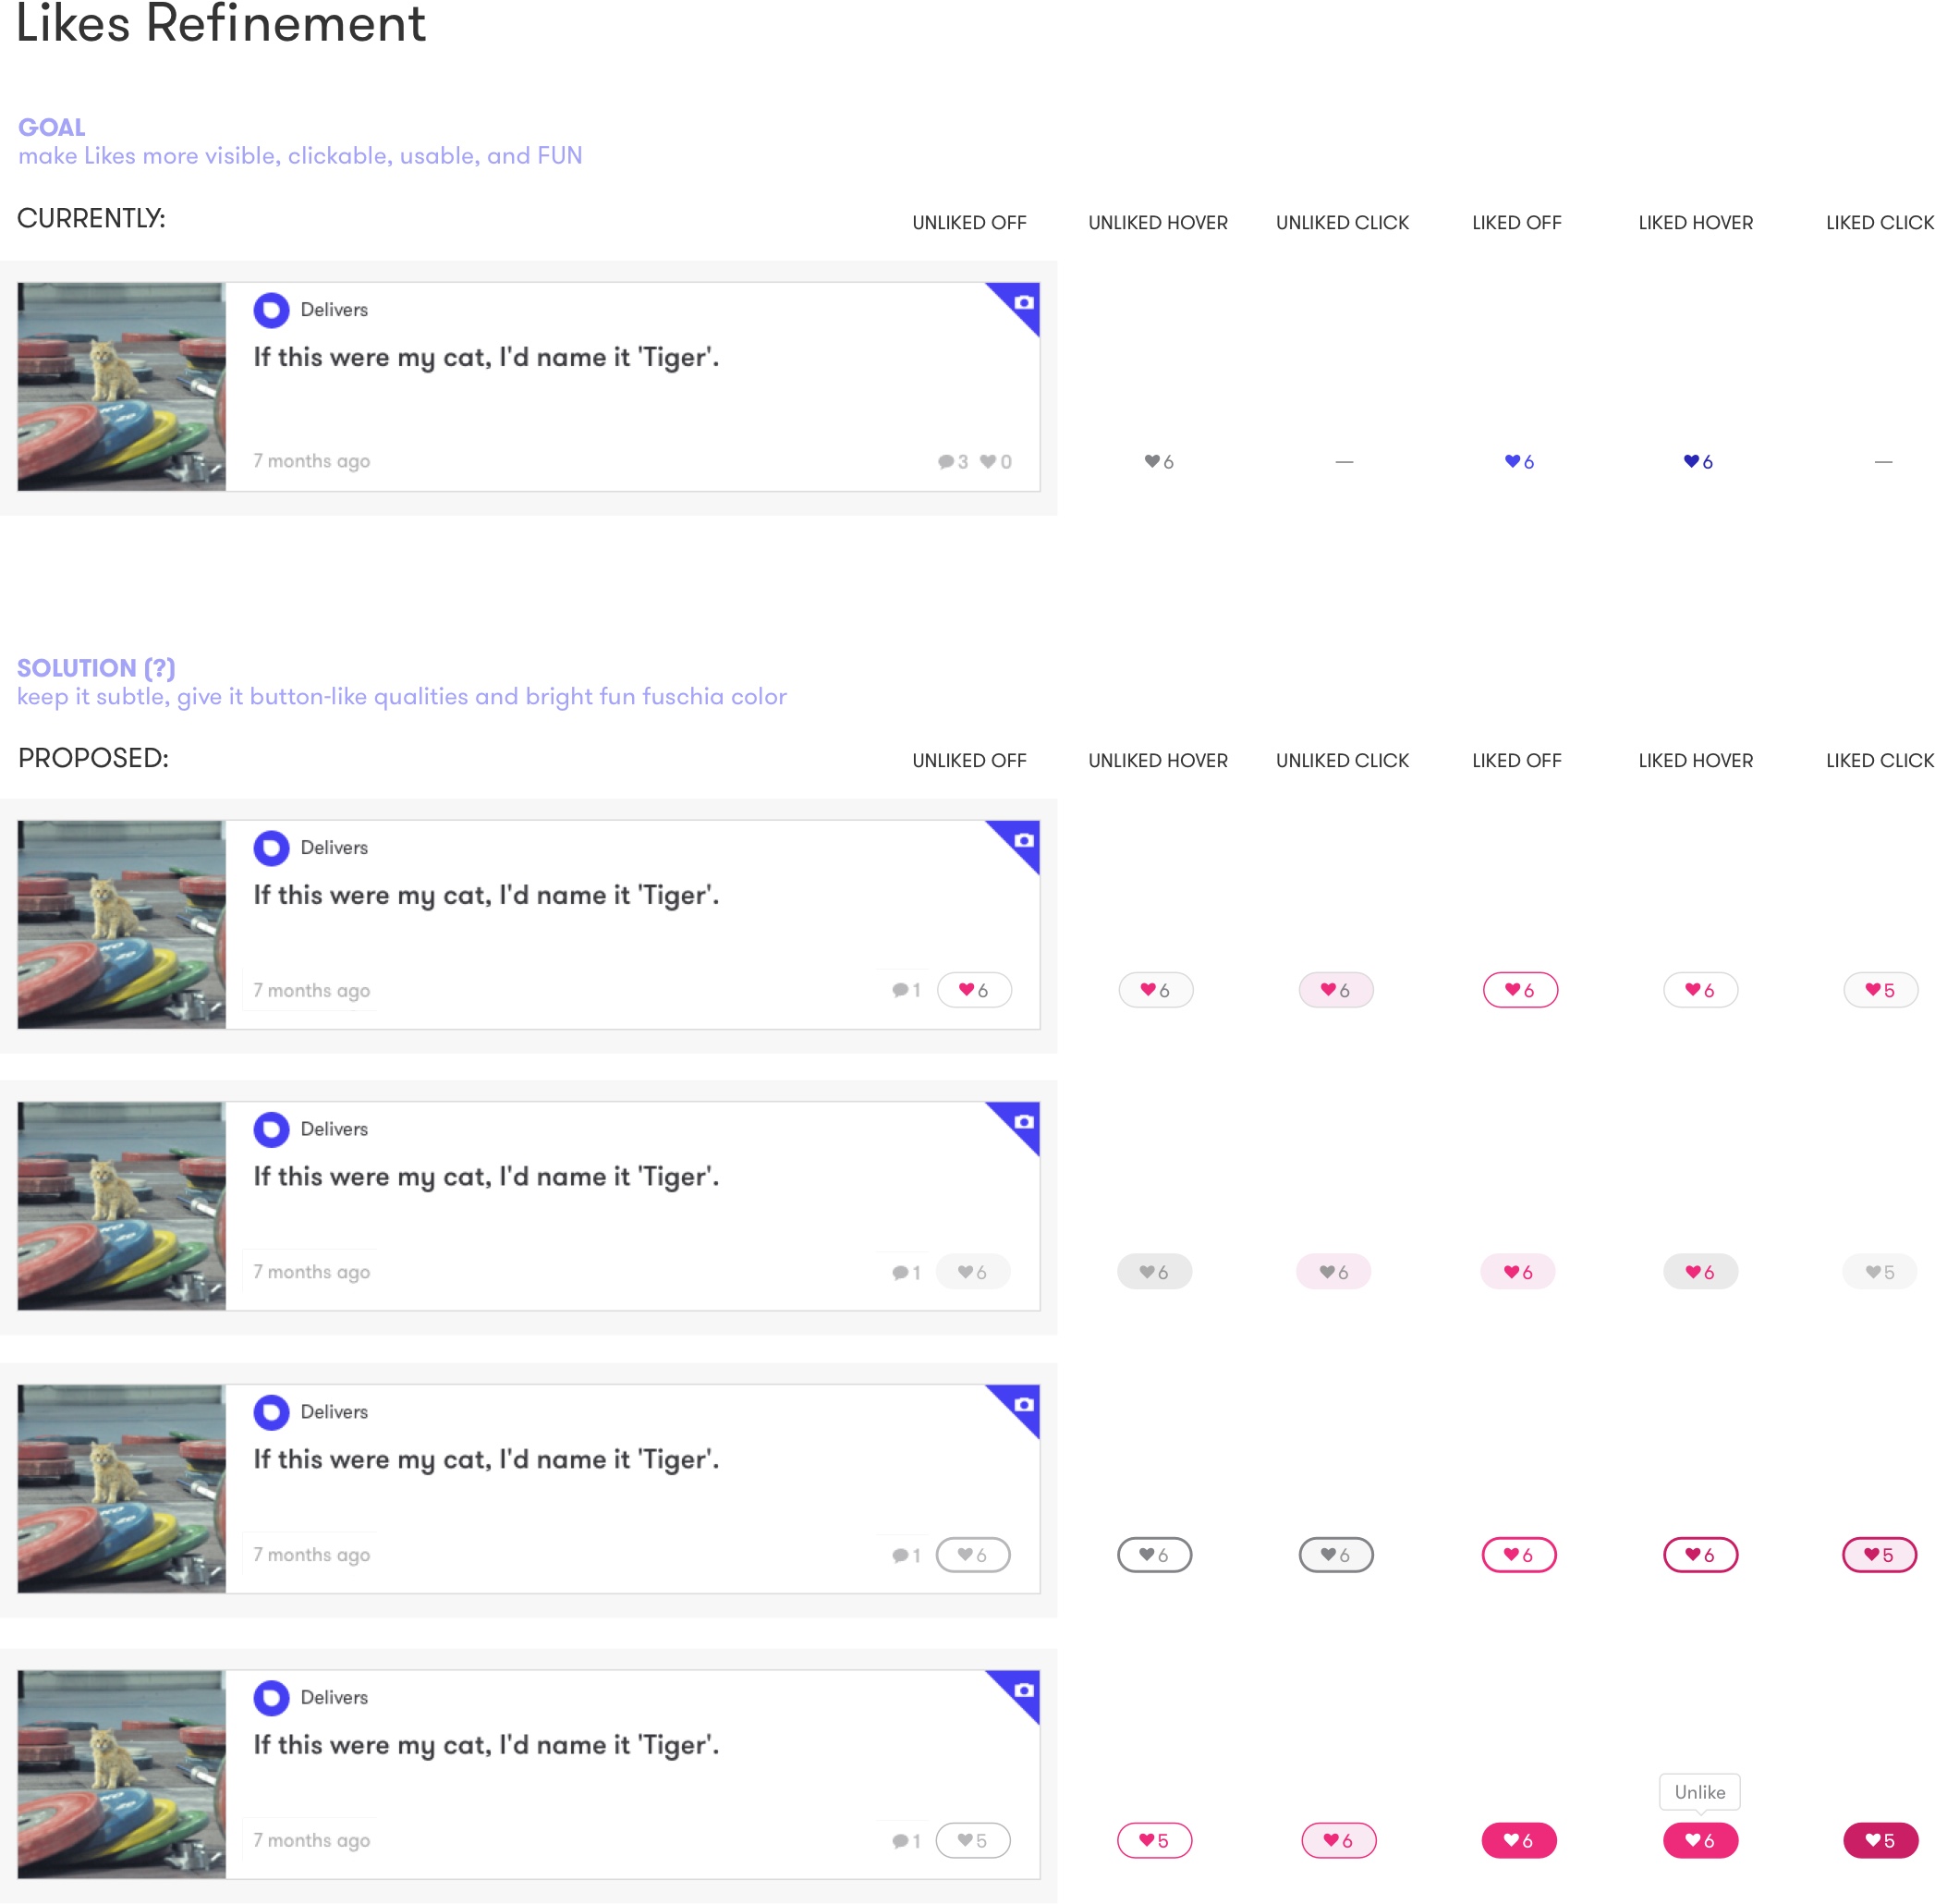 Likes Refinement
GOAL
make Likes more visible, clickable, usable, and FUN
CURRENTLY:
UNLIKED OFF
UNLIKED HOVER
UNLIKED CLICK
LIKED OFF
LIKED HOVER
LIKED CLICK
Delivers
If this were my cat, I'd name it 'Tiger'.
7 months ago
3
0
6
—
6
6
—
SOLUTION (?)
keep it subtle, give it button-like qualities and bright fun fuschia color
PROPOSED:
UNLIKED OFF
UNLIKED HOVER
UNLIKED CLICK
LIKED OFF
LIKED HOVER
LIKED CLICK
Delivers
If this were my cat, I'd name it 'Tiger'.
7 months ago
1
6
6
6
6
6
5
Delivers
If this were my cat, I'd name it 'Tiger'.
7 months ago
1
6
6
6
6
6
5
Delivers
If this were my cat, I'd name it 'Tiger'.
7 months ago
1
6
6
6
6
6
5
Delivers
If this were my cat, I'd name it 'Tiger'.
Unlike
7 months ago
1
5
5
6
6
6
5